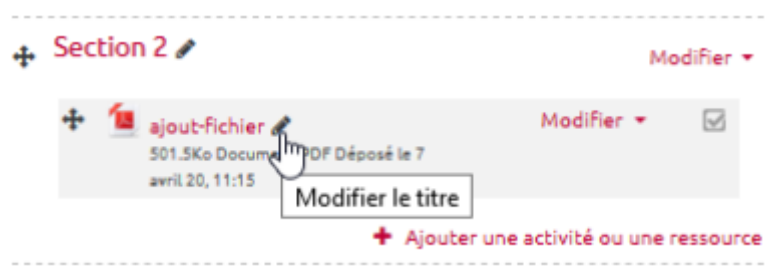 Section 2
Modifier
ajout-fichier
Modifier
501.5Ko Docume PDF Déposé le 7
avril 20, 11:15
Modifier le titre
Ajouter une activité ou une ressource